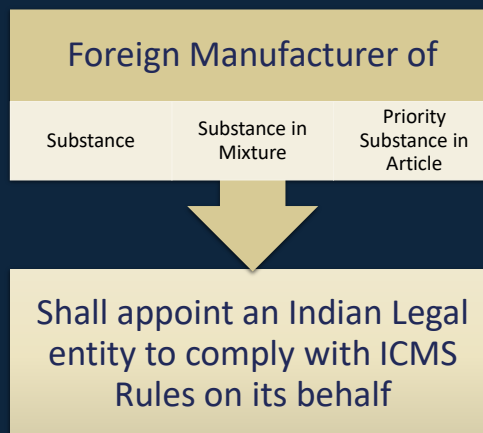 Foreign Manufacturer of
Substance
Substance in
Mixture
Priority
Substance in
Article
Shall appoint an Indian Legal
entity to comply with ICMS
Rules on its behalf